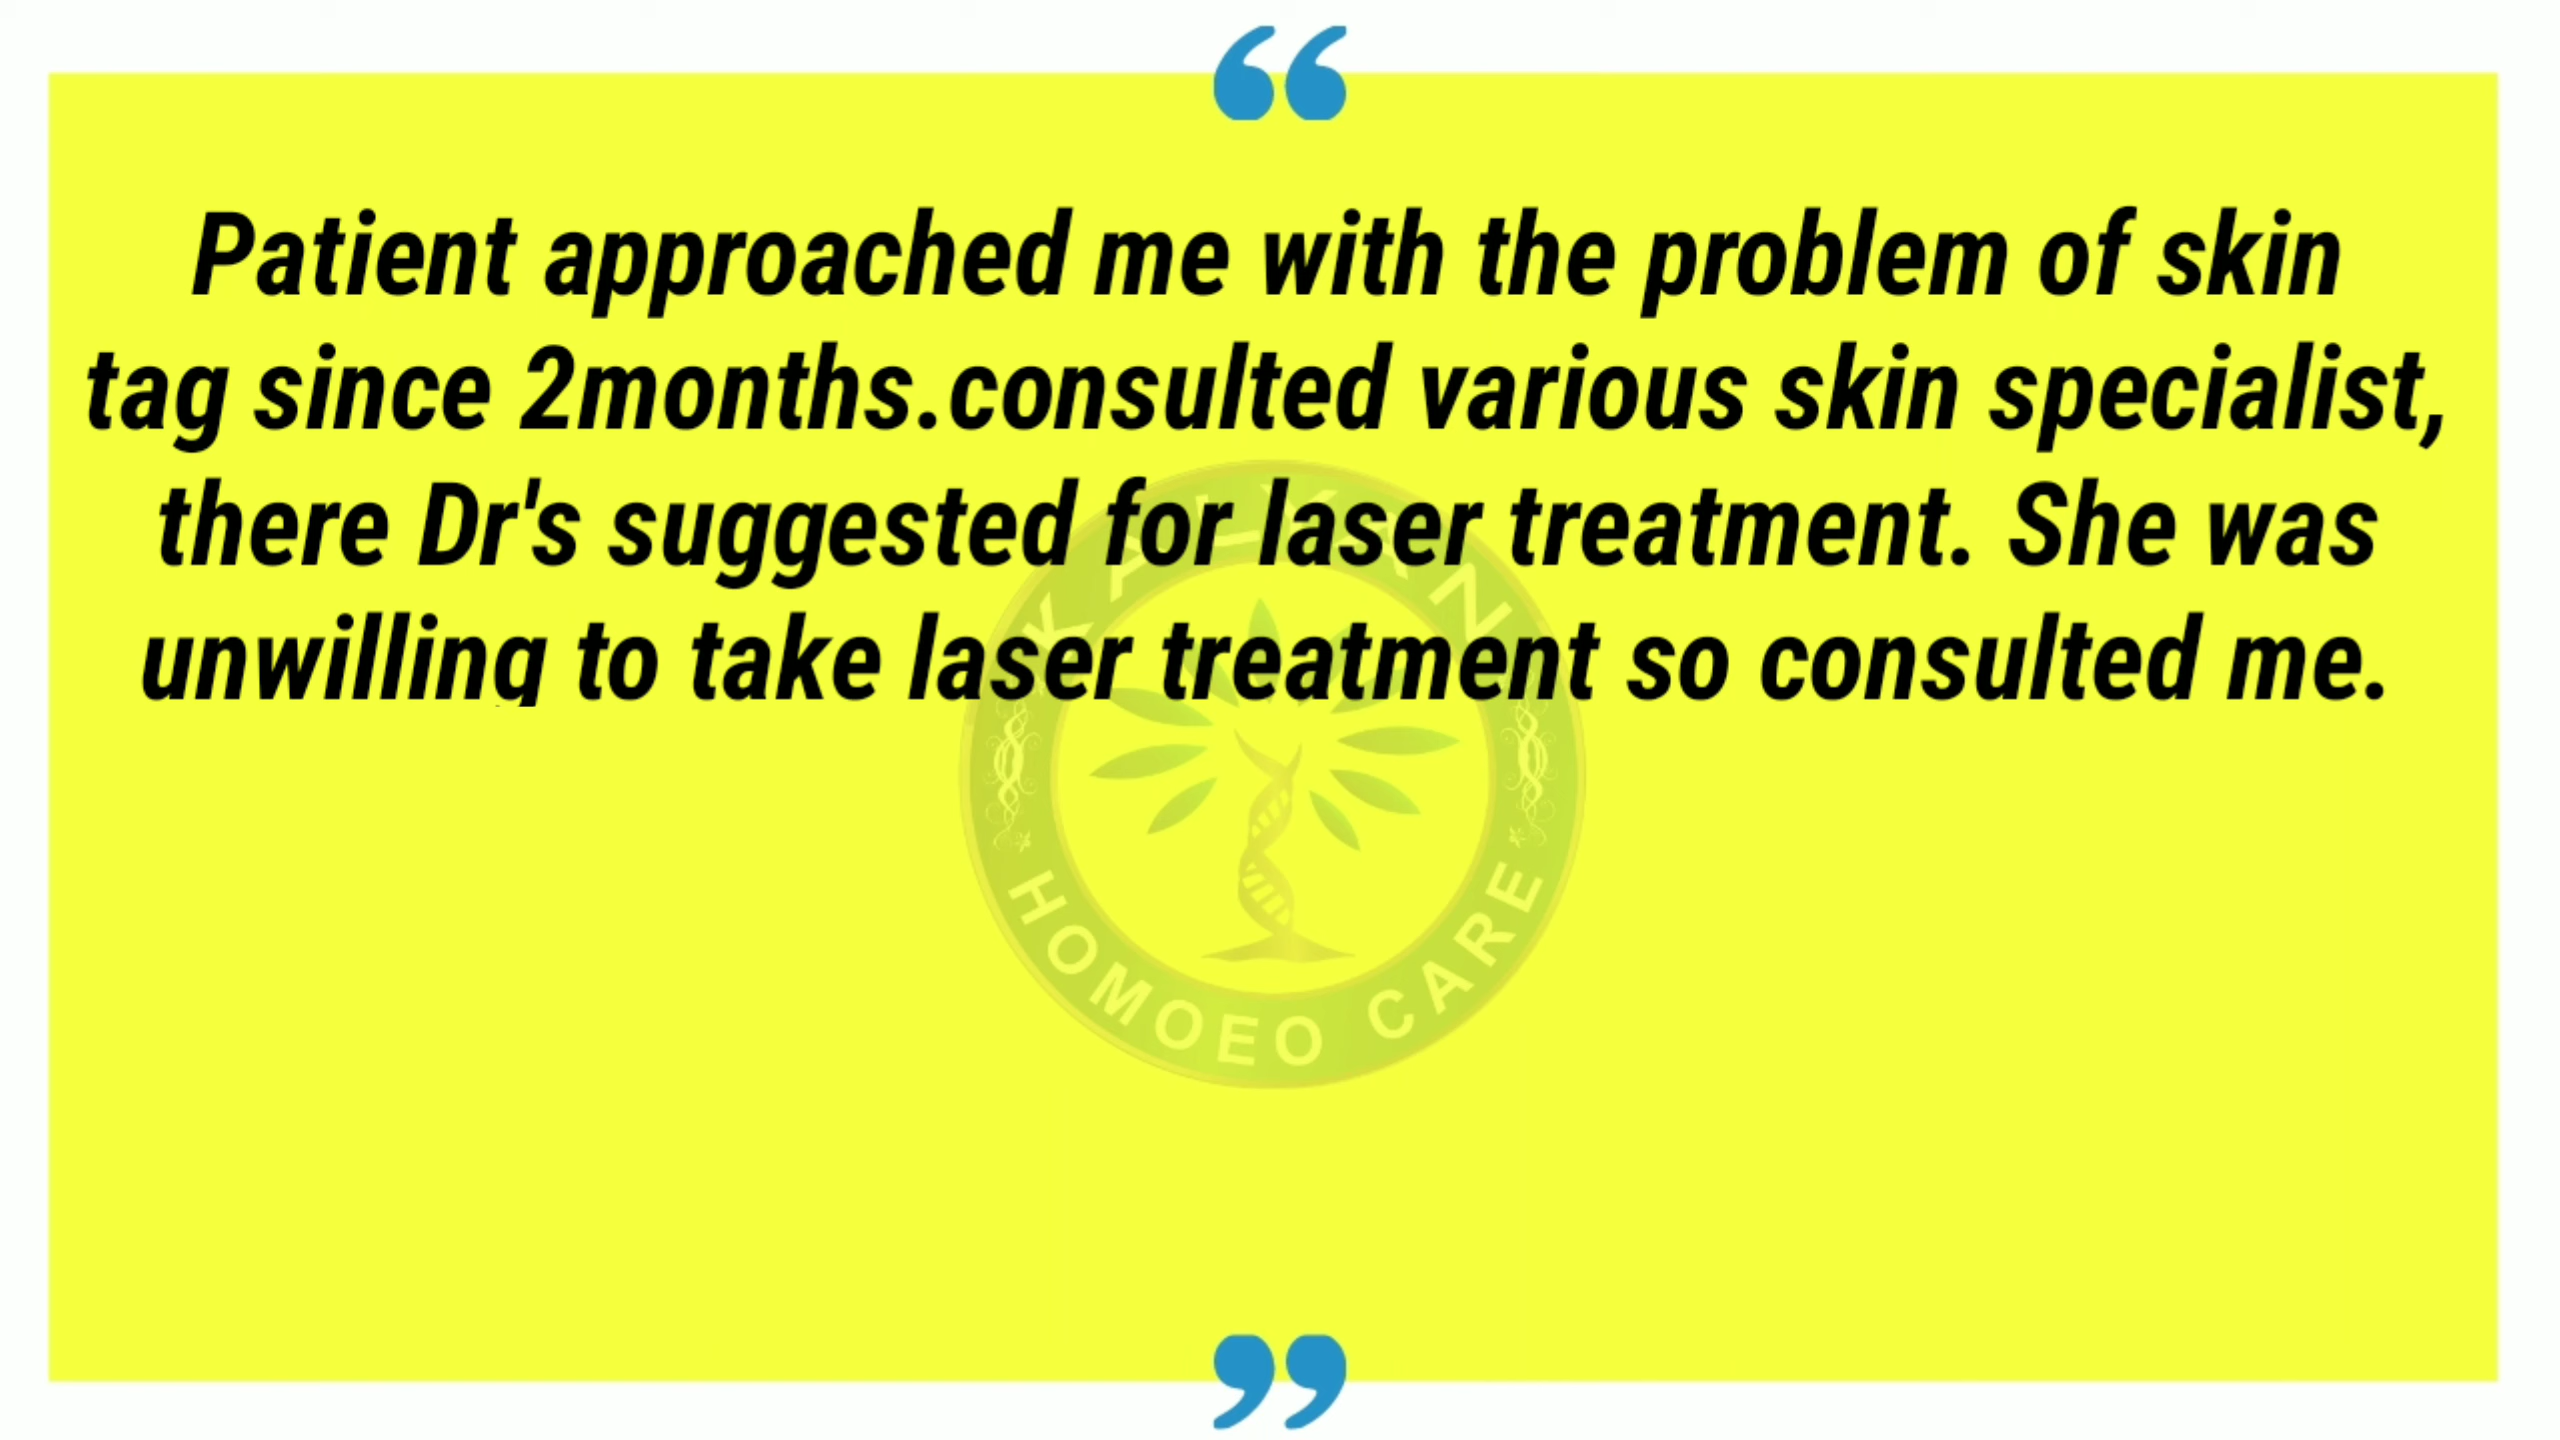 Patient approached me with the problem of skin
tag since 2months.consulted various skin specialist,
there Dr's suggested for laser treatment. She was
unwilling to take laser treatment so consulted me.
KALYAN
HOMOEO CARE